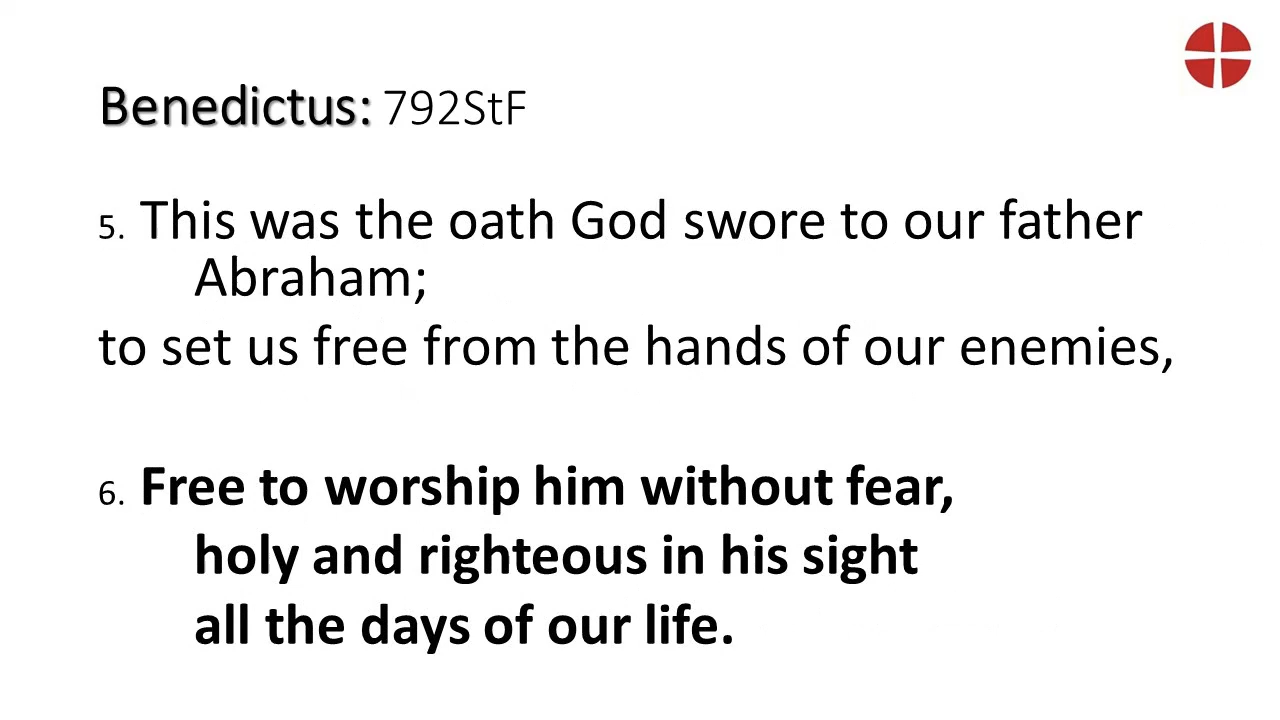 Benedictus: 792StF
5. This was the oath God swore to our father
Abraham;
to set us free from the hands of our enemies,
6. Free to worship him without fear,
holy and righteous in his sight
all the days of our life.